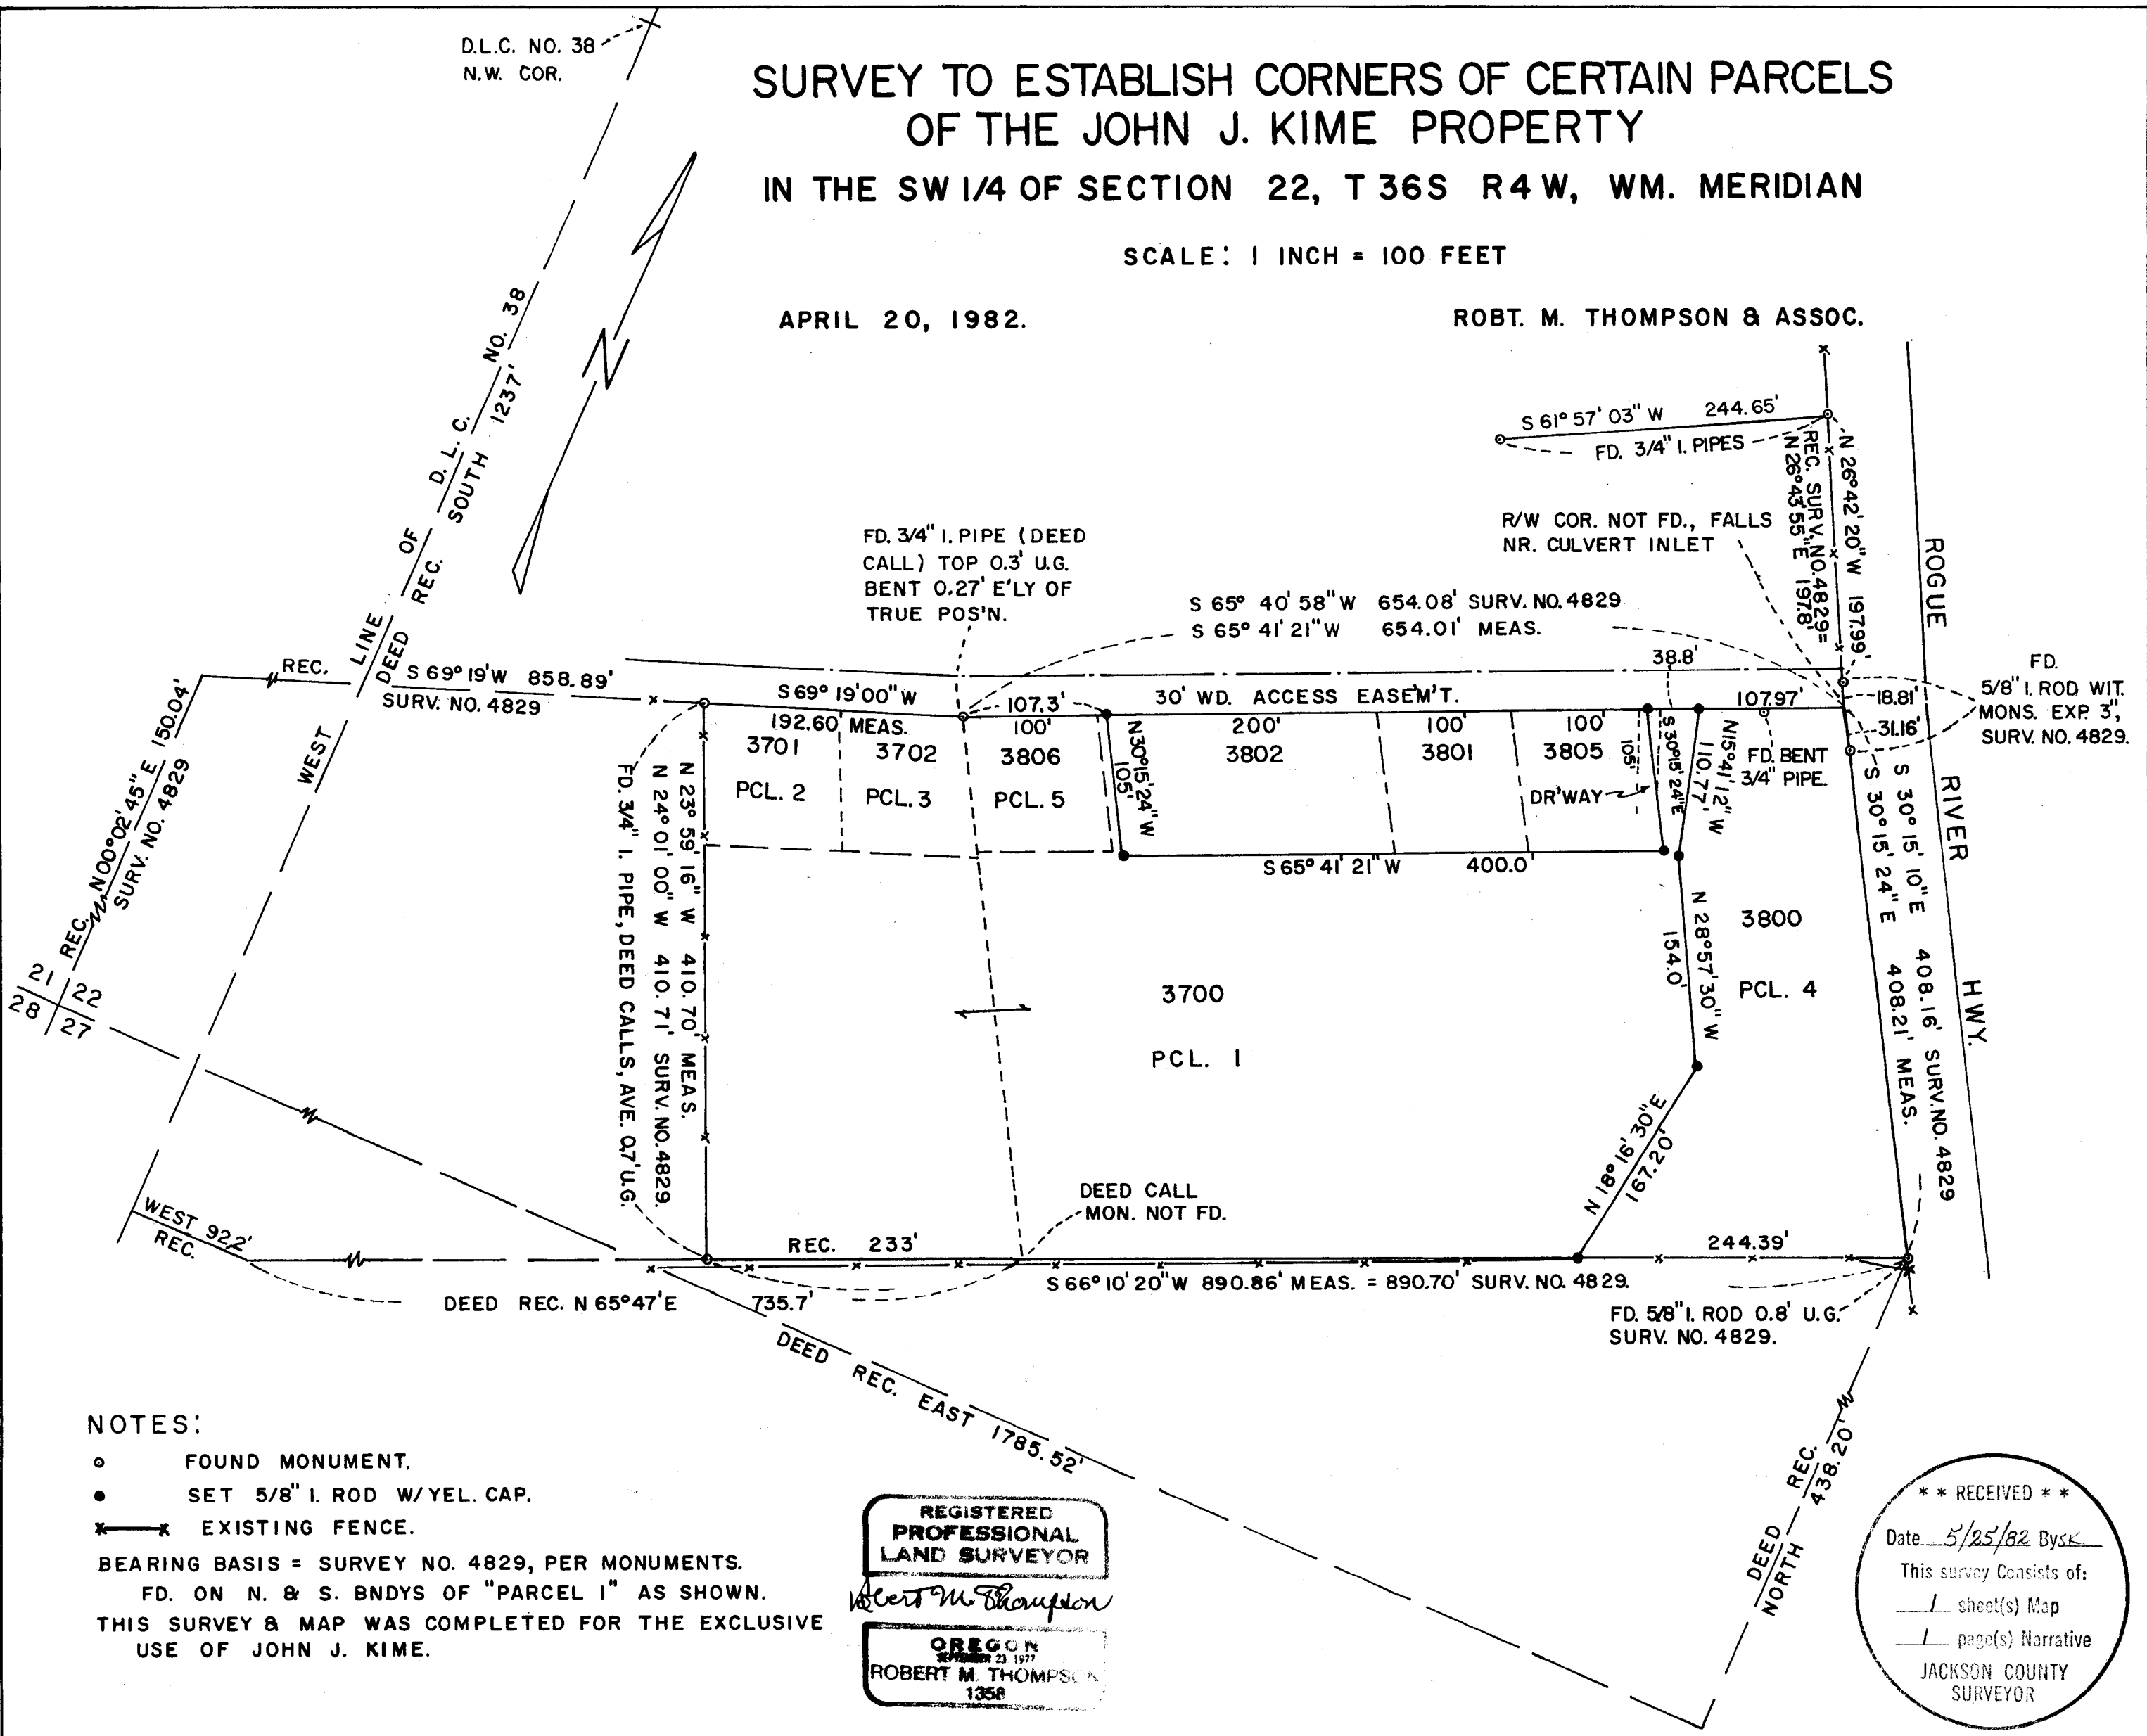 D.L.C. NO. 38
N.W. COR.
SURVEY TO ESTABLISH CORNERS OF CERTAIN PARCELS
OF THE JOHN J. KIME PROPERTY
IN THE SW 1/4 OF SECTION 22, T 36S R4W, WM. MERIDIAN
SCALE: 1 INCH = 100 FEET
APRIL 20, 1982.
ROBT. M. THOMPSON & ASSOC.
WEST LINE OF D. L. C. NO. 38
DEED REC. SOUTH 1237'
N
S 61° 57' 03" W 244.65'
FD. 3/4" I. PIPES
N 26° 42' 20" W 197.99'
REC. SURV. NO. 4829=
N 26° 43' 55" E 197.8'
R/W COR. NOT FD., FALLS
NR. CULVERT INLET
ROGUE RIVER HWY.
FD. 3/4" I. PIPE (DEED
CALL) TOP 0.3' U.G.
BENT 0.27' E'LY OF
TRUE POS'N.
S 65° 40' 58" W 654.08' SURV. NO. 4829
S 65° 41' 21" W 654.01' MEAS.
FD.
5/8" I. ROD WIT.
MONS. EXP. 3",
SURV. NO. 4829.
18.81'
31.16'
REC.
S 69° 19' W 858.89'
SURV. NO. 4829
S 69° 19' 00" W
192.60' MEAS.
107.3'
30' WD. ACCESS EASEM'T.
38.8'
107.97'
100'
200'
100'
100'
3701
PCL. 2
3702
PCL. 3
3806
PCL. 5
N 30° 15' 24" W
105'
3802
3801
3805
105'
S 30° 15' 24" E
DR'WAY
N 15° 41' 12" W
110.77'
FD. BENT
3/4" PIPE.
S 65° 41' 21" W 400.0'
REC. N 00° 02' 45" E 150.04'
SURV. NO. 4829
21 22
28 27
FD. 3/4" I. PIPE, DEED CALLS, AVE. 0.7' U.G.
N 24° 01' 00" W 410.71' SURV. NO. 4829.
N 23° 59' 16" W 410.70' MEAS.
3700
PCL. 1
N 28° 57' 30" W
154.0'
3800
PCL. 4
S 30° 15' 10" E 408.16' SURV. NO. 4829
S 30° 15' 24" E 408.21' MEAS.
N 18° 16' 30" E
167.20'
DEED CALL
MON. NOT FD.
WEST 92.2'
REC.
REC. 233'
244.39'
S 66° 10' 20" W 890.86' MEAS. = 890.70' SURV. NO. 4829.
DEED REC. N 65° 47' E 735.7'
FD. 5/8" I. ROD 0.8' U.G.
SURV. NO. 4829.
DEED REC. EAST 1785.52'
DEED REC.
NORTH 438.20'
NOTES:
FOUND MONUMENT.
SET 5/8" I. ROD W/YEL. CAP.
EXISTING FENCE.
BEARING BASIS = SURVEY NO. 4829, PER MONUMENTS.
FD. ON N. & S. BNDYS OF "PARCEL 1" AS SHOWN.
THIS SURVEY & MAP WAS COMPLETED FOR THE EXCLUSIVE
USE OF JOHN J. KIME.
REGISTERED
PROFESSIONAL
LAND SURVEYOR
Robert M. Thompson
OREGON
SEPTEMBER 23 1977
ROBERT M. THOMPSON
1358
* * RECEIVED * *
Date 5/25/82 By SK
This survey Consists of:
1 sheet(s) Map
1 page(s) Narrative
JACKSON COUNTY
SURVEYOR